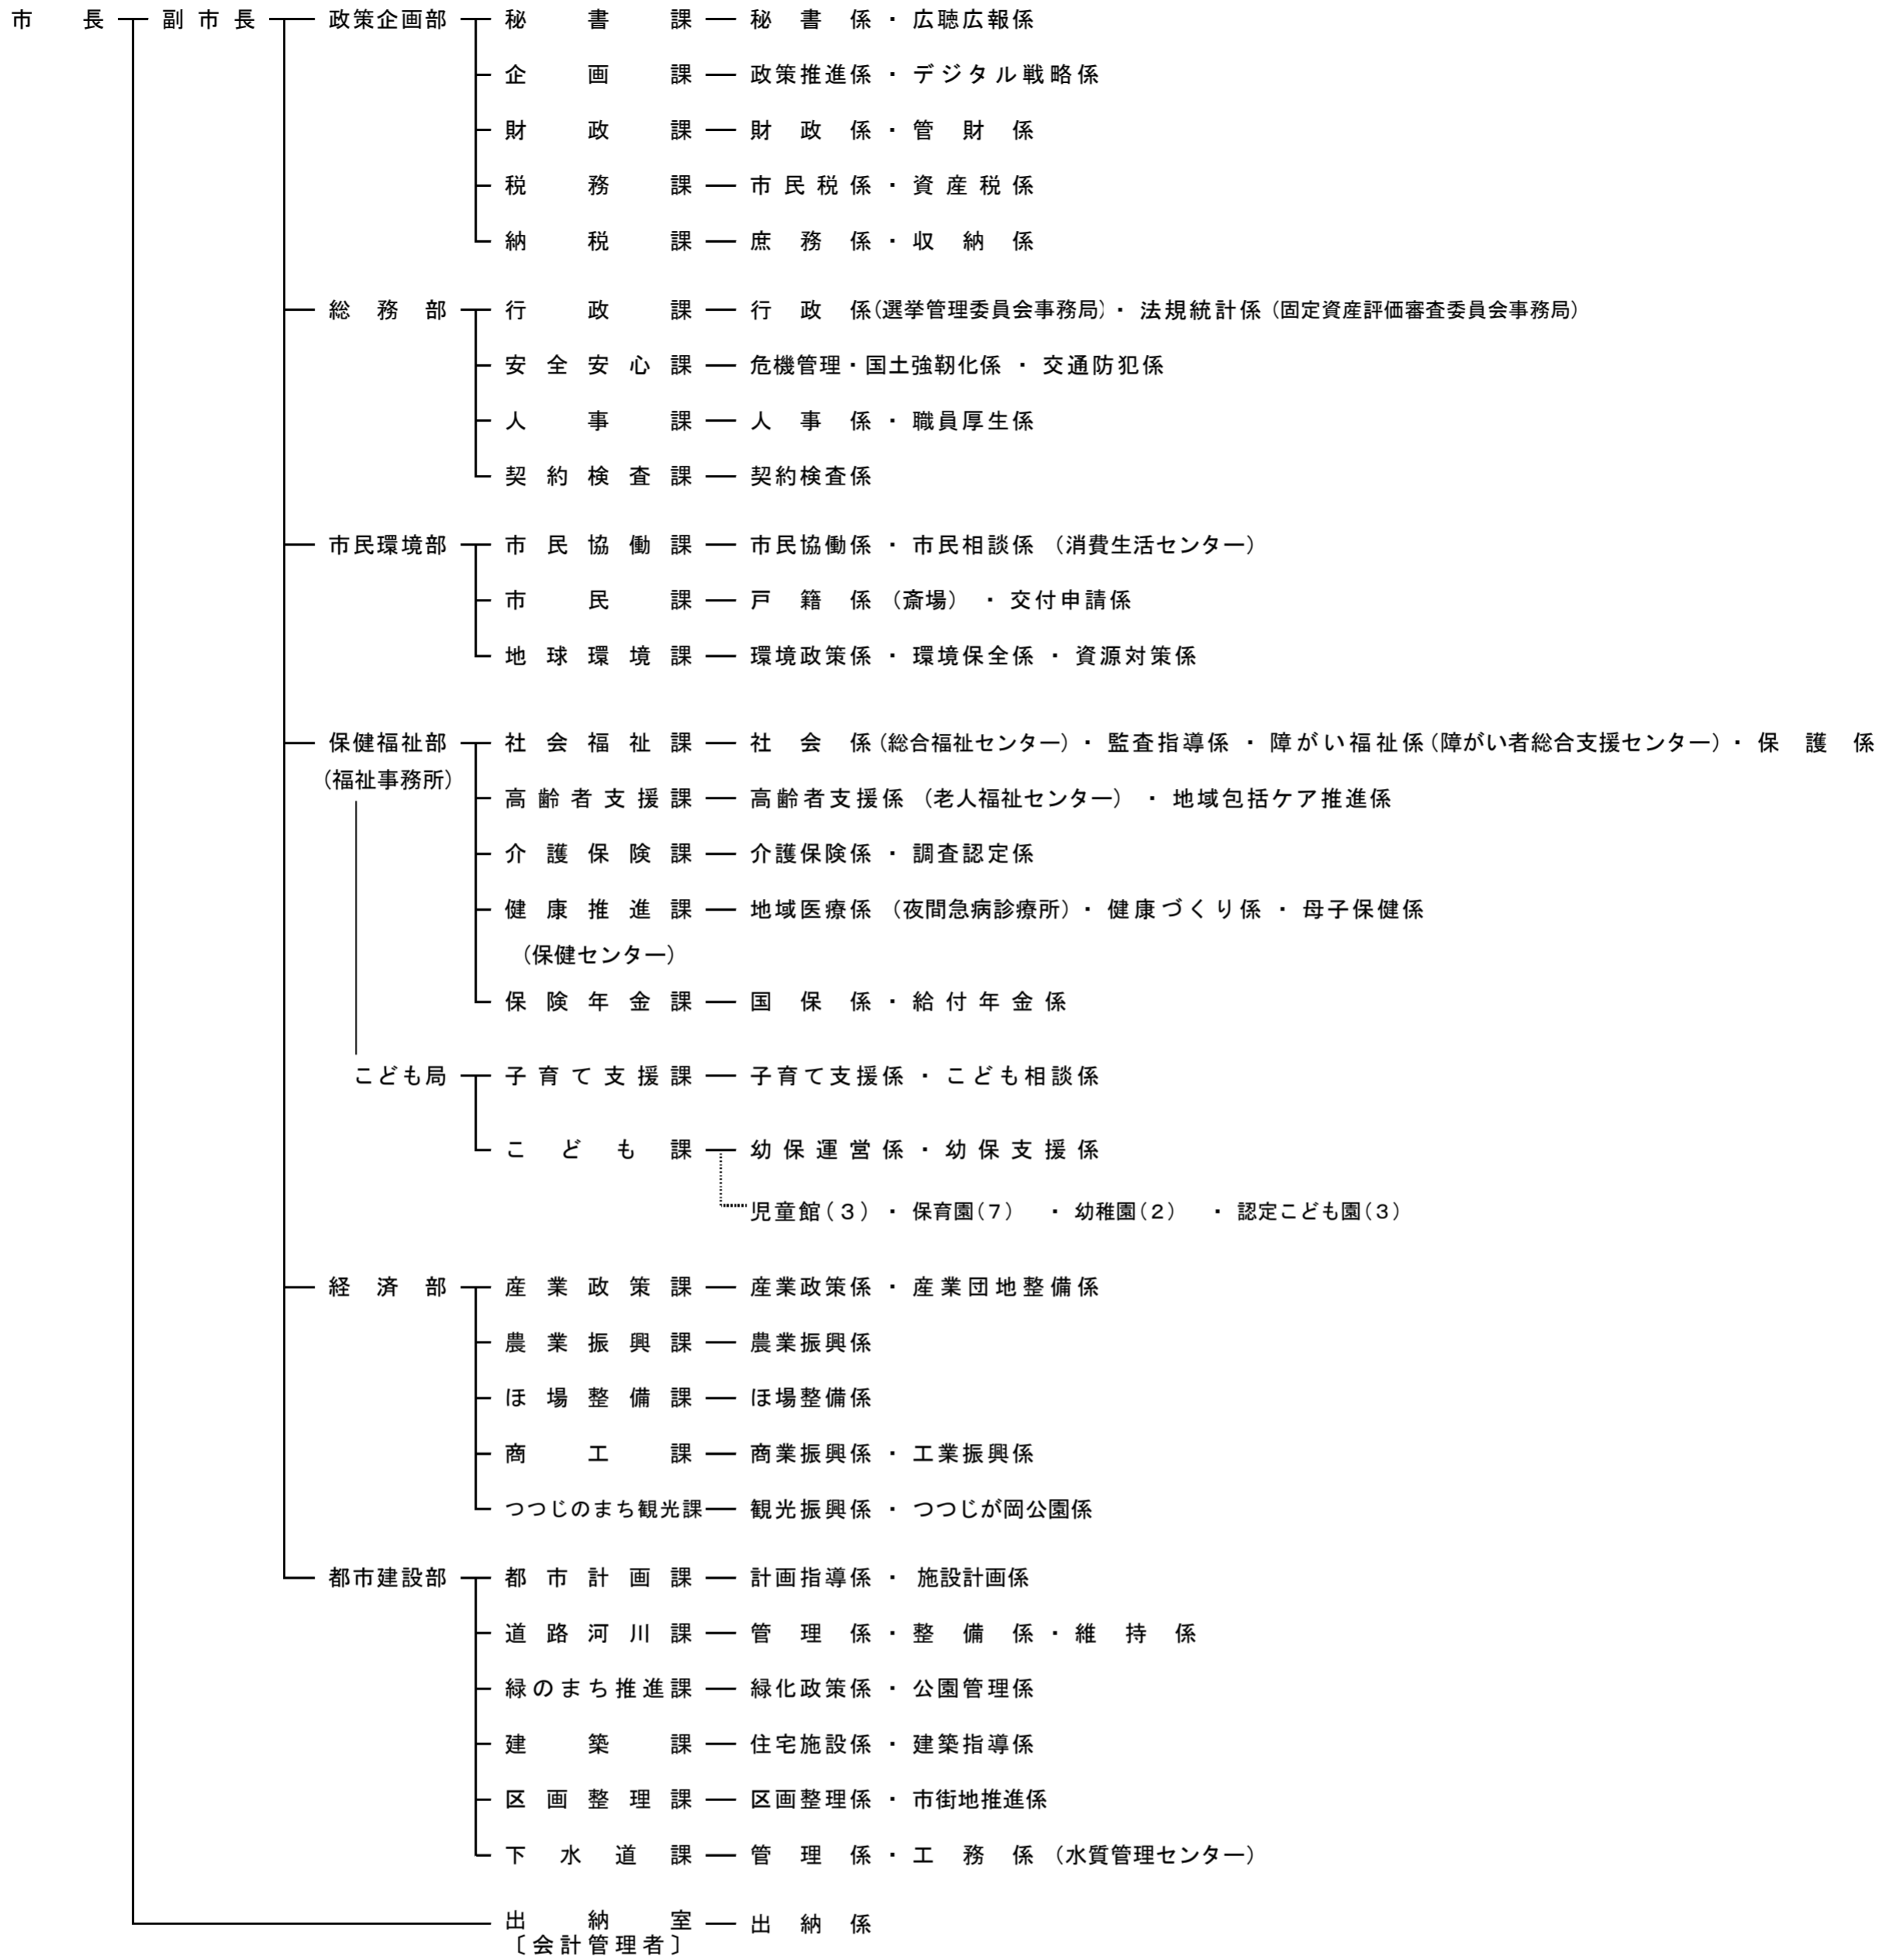 市長 副市長 政策企画部 秘書課 秘書係・広聴広報係
企画課 政策推進係・デジタル戦略係
財政課 財政係・管財係
税務課 市民税係・資産税係
納税課 庶務係・収納係
総務部 行政課 行政係(選挙管理委員会事務局)・法規統計係(固定資産評価審査委員会事務局)
安全安心課 危機管理・国土強靭化係・交通防犯係
人事課 人事係・職員厚生係
契約検査課 契約検査係
市民環境部 市民協働課 市民協働係・市民相談係(消費生活センター)
市民課 戸籍係(斎場)・交付申請係
地球環境課 環境政策係・環境保全係・資源対策係
保健福祉部 社会福祉課 社会係(総合福祉センター)・監査指導係・障がい福祉係(障がい者総合支援センター)・保護係
(福祉事務所)
高齢者支援課 高齢者支援係(老人福祉センター)・地域包括ケア推進係
介護保険課 介護保険係・調査認定係
健康推進課 地域医療係(夜間急病診療所)・健康づくり係・母子保健係
(保健センター)
保険年金課 国保係・給付年金係
こども局 子育て支援課 子育て支援係・こども相談係
こども課 幼保運営係・幼保支援係
児童館(3)・保育園(7)・幼稚園(2)・認定こども園(3)
経済部 産業政策課 産業政策係・産業団地整備係
農業振興課 農業振興係
ほ場整備課 ほ場整備係
商工課 商業振興係・工業振興係
つつじのまち観光課 観光振興係・つつじが岡公園係
都市建設部 都市計画課 計画指導係・施設計画係
道路河川課 管理係・整備係・維持係
緑のまち推進課 緑化政策係・公園管理係
建築課 住宅施設係・建築指導係
区画整理課 区画整理係・市街地推進係
下水道課 管理係・工務係(水質管理センター)
出納室 出納係
〔会計管理者〕